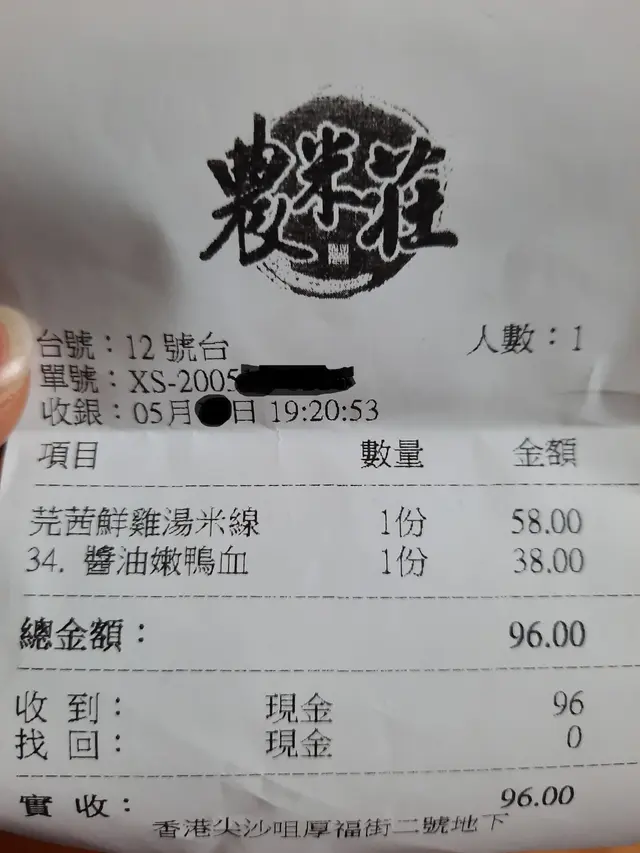 農米莊
台號：12 號台 人數：1
單號：XS-2005
收銀：05月 日 19:20:53
項目 數量 金額
芫茜鮮雞湯米線 1份 58.00
34. 醬油嫩鴨血 1份 38.00
總金額： 96.00
收 到： 現金 96
找 回： 現金 0
實 收： 96.00
香港尖沙咀厚福街二號地下